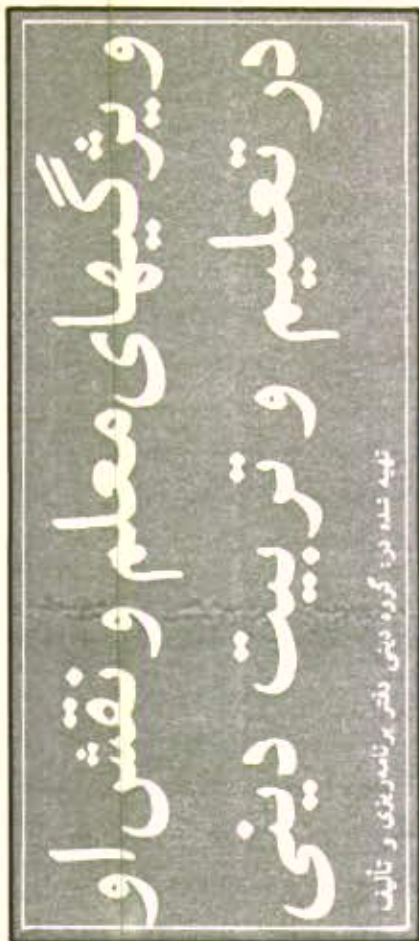 ویژگیهای معلم و نقش او
در تعلیم و تربیت دینی
تهیه شده در: گروه دینی دفتر برنامه‌ریزی و تألیف